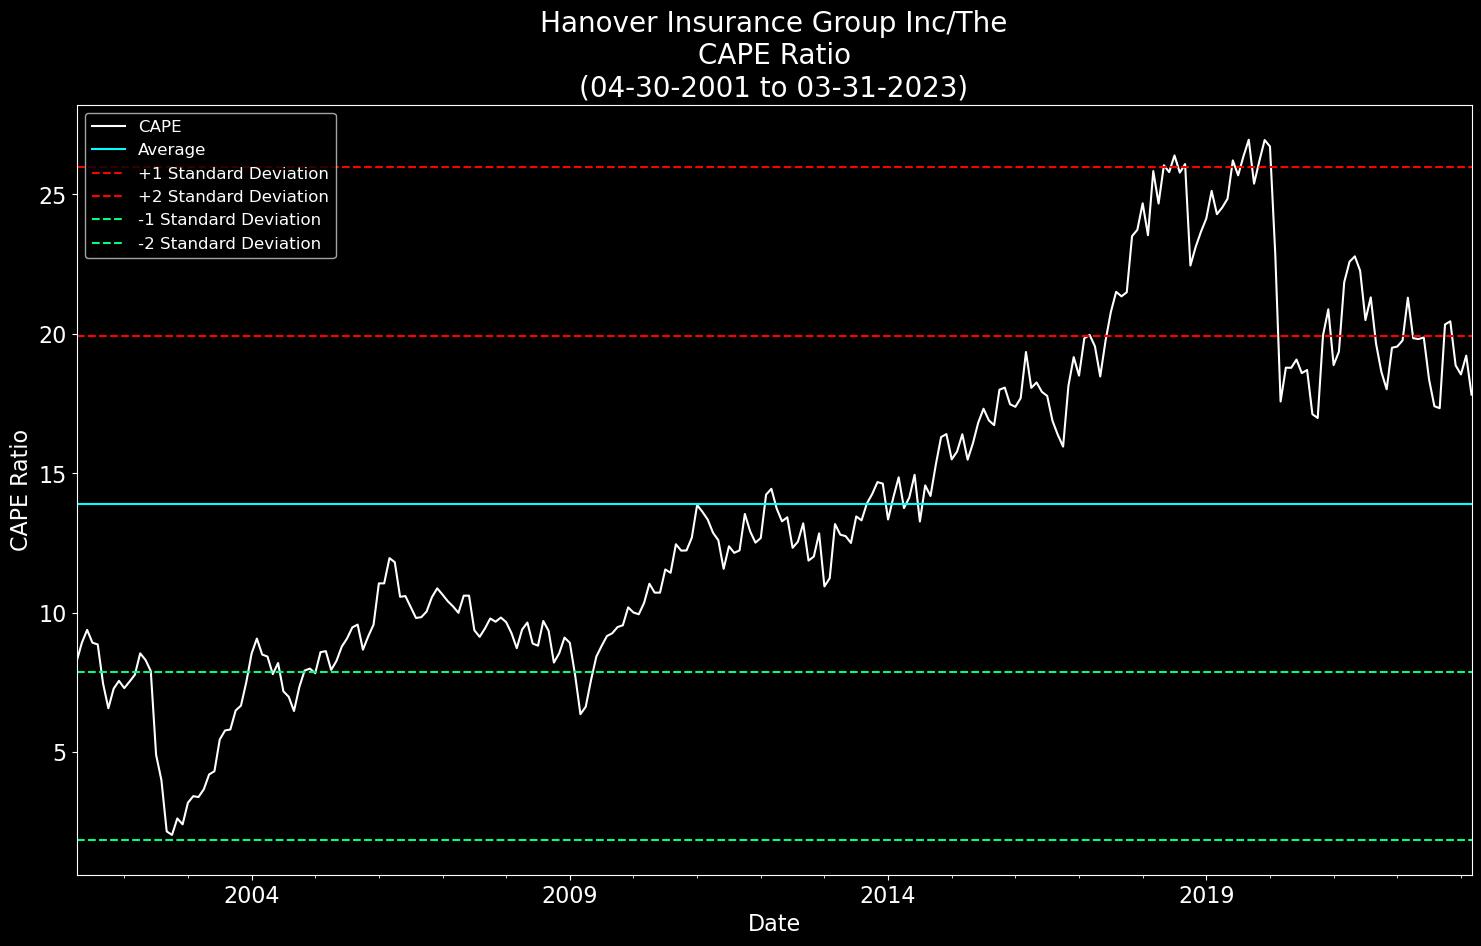 Hanover Insurance Group Inc/The
CAPE Ratio
(04-30-2001 to 03-31-2023)
CAPE
Average
+1 Standard Deviation
+2 Standard Deviation
-1 Standard Deviation
-2 Standard Deviation
25
20
15
10
5
CAPE Ratio
2004
2009
2014
2019
Date